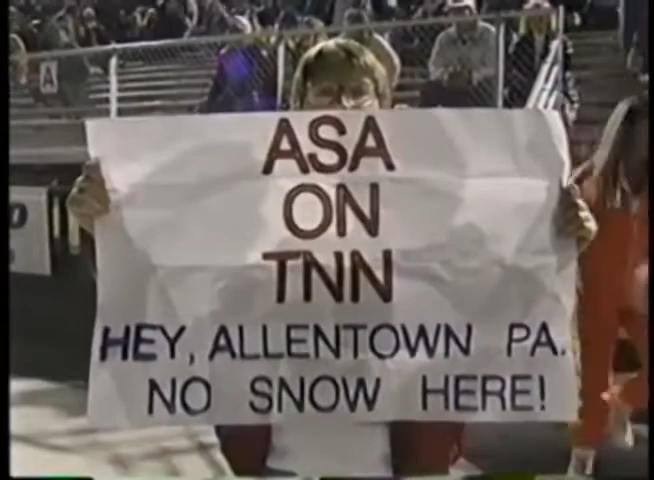 A
ASA
ON
TNN
HEY, ALLENTOWN PA.
NO SNOW HERE!